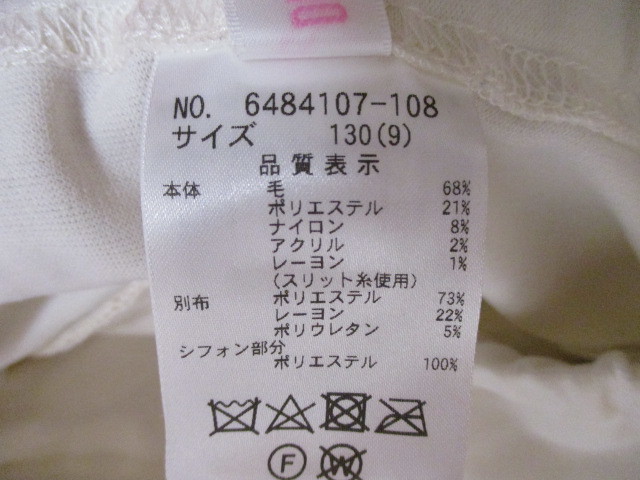 NO. 6484107-108
サイズ 130(9)
品質表示
本体 毛 68%
ポリエステル 21%
ナイロン 8%
アクリル 2%
レーヨン 1%
(スリット糸使用)
別布 ポリエステル 73%
レーヨン 22%
ポリウレタン 5%
シフォン部分
ポリエステル 100%
F W